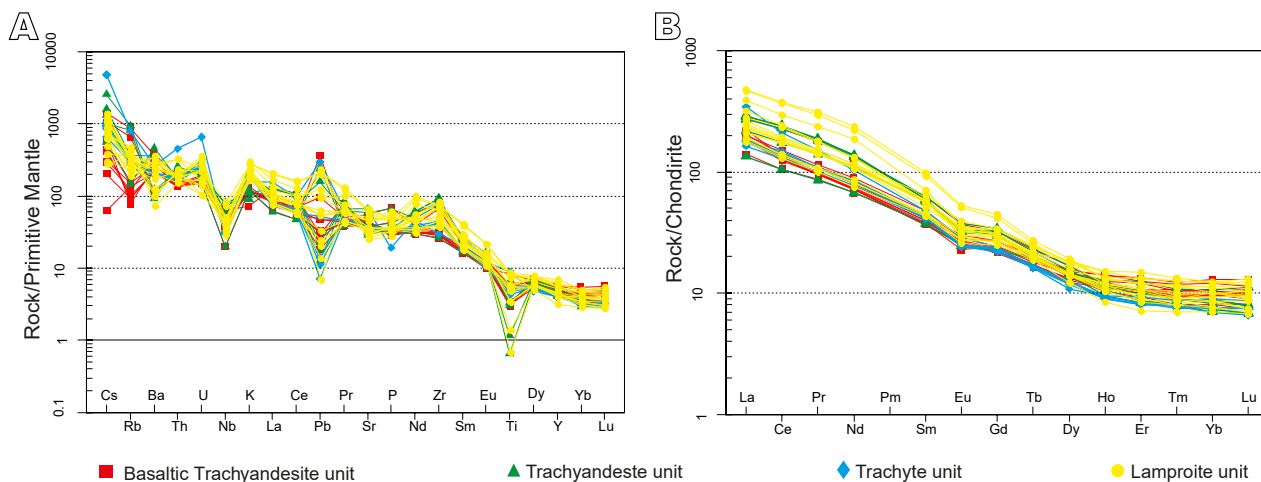 A
B
Rock/Primitive Mantle
10000
1000
100
10
1
0.1
Cs Ba U K Ce Pr P Zr Eu Dy Yb
Rb Th Nb La Pb Sr Nd Sm Ti Y Lu
Rock/Chondrite
1000
100
10
1
La Pr Pm Eu Tb Ho Tm Lu
Ce Nd Sm Gd Dy Er Yb
Basaltic Trachyandesite unit
Trachyandeste unit
Trachyte unit
Lamproite unit